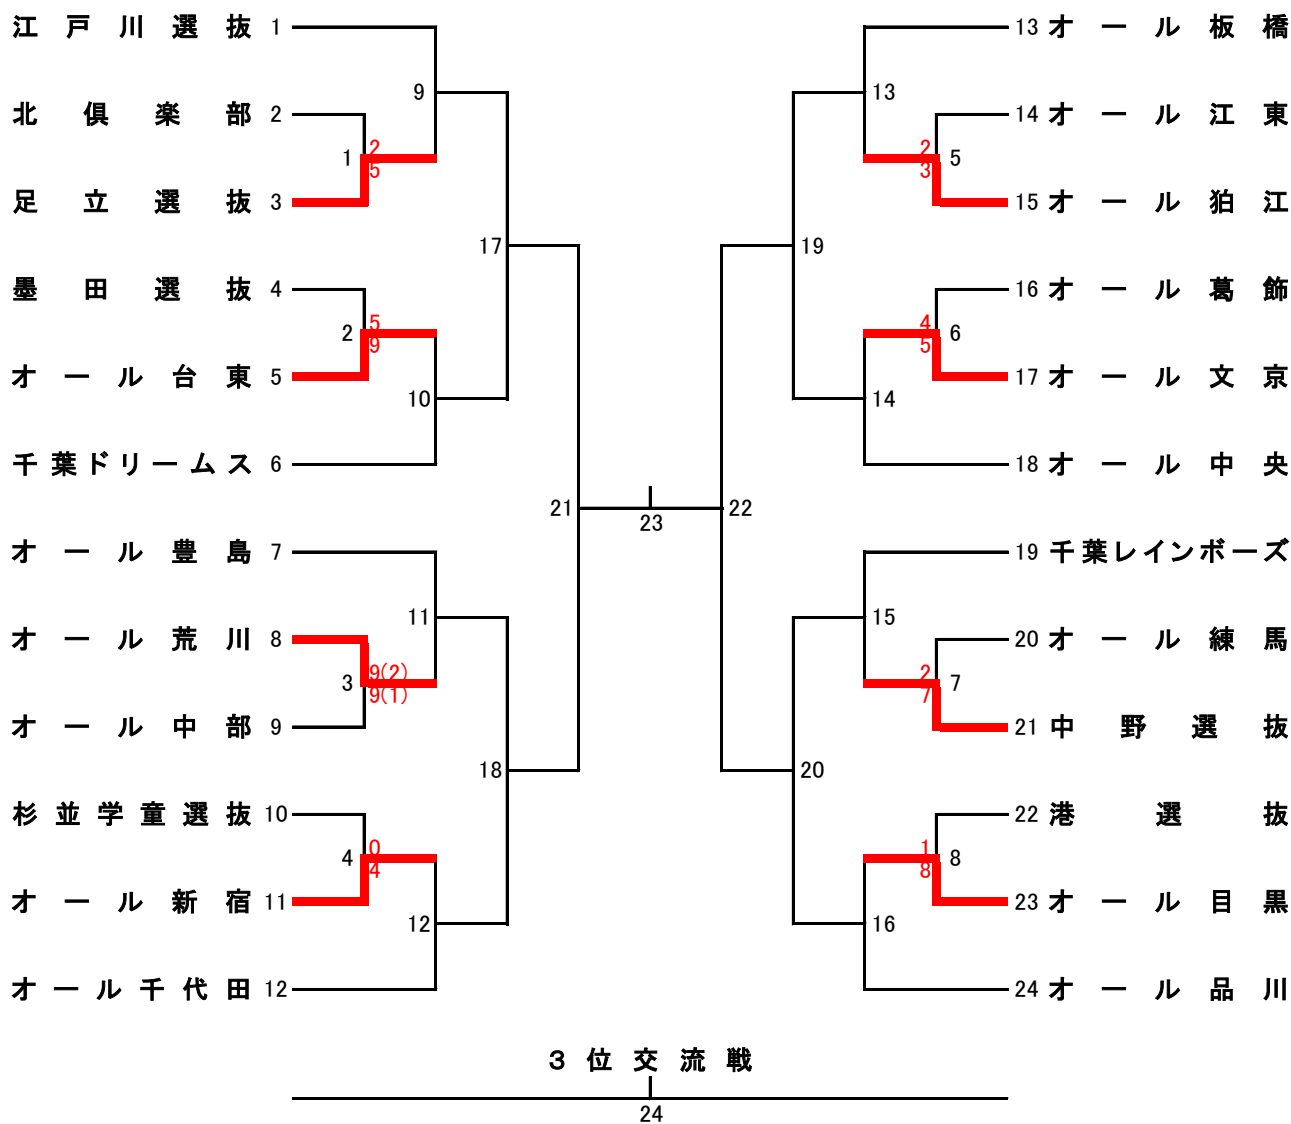 江戸川選抜 1
北倶楽部 2
1
2
5
足立選抜 3
9
墨田選抜 4
2
5
9
オール台東 5
10
千葉ドリームス 6
17
オール豊島 7
オール荒川 8
3
9(2)
9(1)
オール中部 9
11
杉並学童選抜 10
4
0
4
オール新宿 11
12
オール千代田 12
18
21
23
22
13 オール板橋
13
14 オール江東
2
3
5
15 オール狛江
19
16 オール葛飾
4
5
6
17 オール文京
14
18 オール中央
19 千葉レインボーズ
15
20 オール練馬
2
7
7
21 中野選抜
20
22 港選抜
1
8
8
23 オール目黒
16
24 オール品川
3位交流戦
24